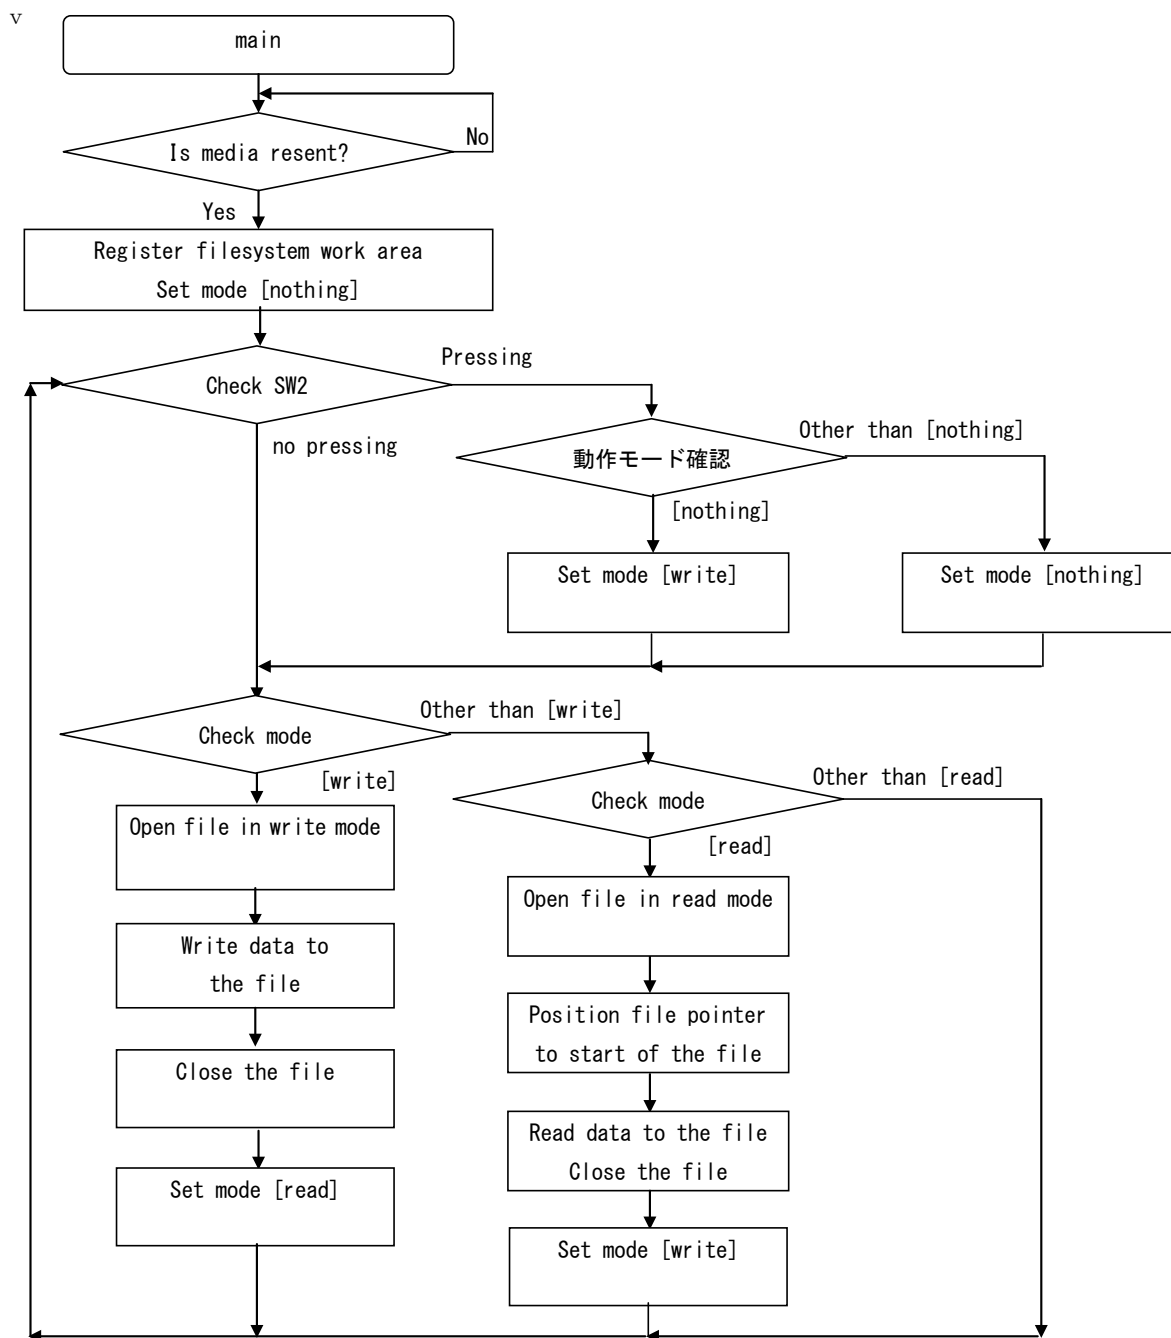 v
main
No
Is media resent?
Yes
Register filesystem work area
Set mode [nothing]
Pressing
Check SW2
no pressing
Other than [nothing]
動作モード確認
[nothing]
Set mode [write]
Set mode [nothing]
Other than [write]
Check mode
[write]
Other than [read]
Check mode
[read]
Open file in write mode
Write data to
the file
Close the file
Set mode [read]
Open file in read mode
Position file pointer
to start of the file
Read data to the file
Close the file
Set mode [write]